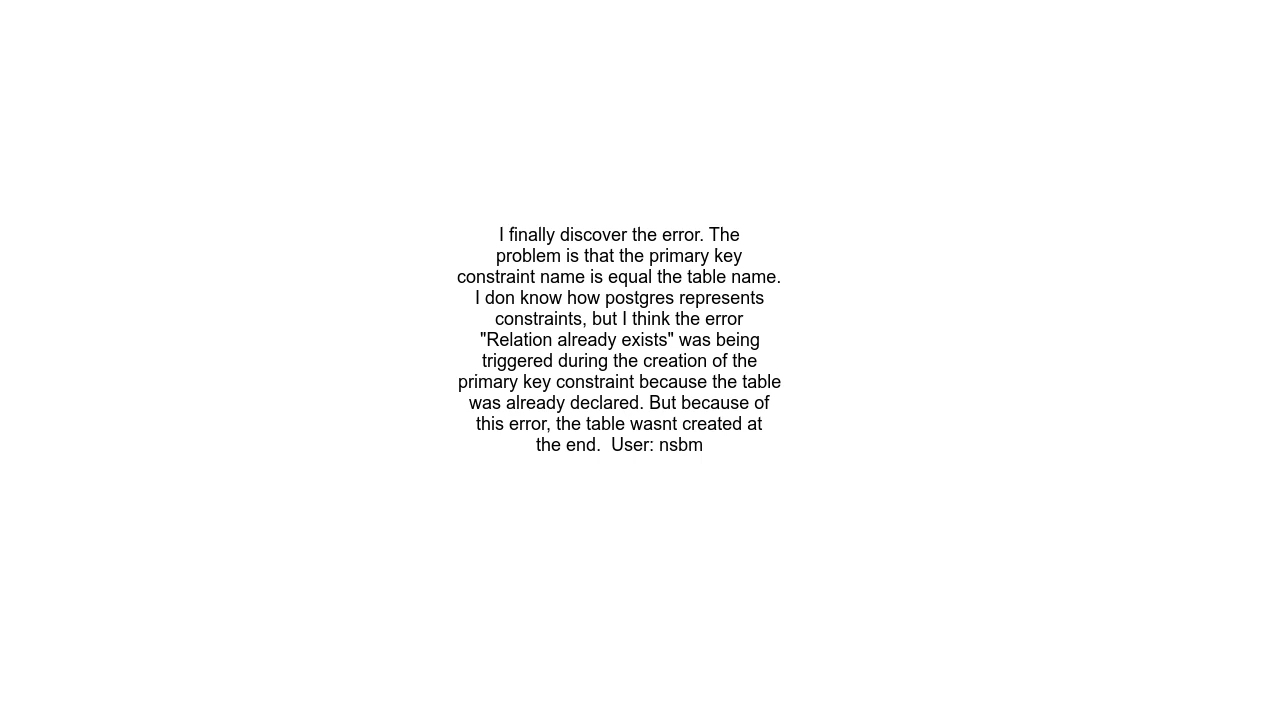 I finally discover the error. The
problem is that the primary key
constraint name is equal the table name.
I don know how postgres represents
constraints, but I think the error
"Relation already exists" was being
triggered during the creation of the
primary key constraint because the table
was already declared. But because of
this error, the table wasnt created at
the end.  User: nsbm